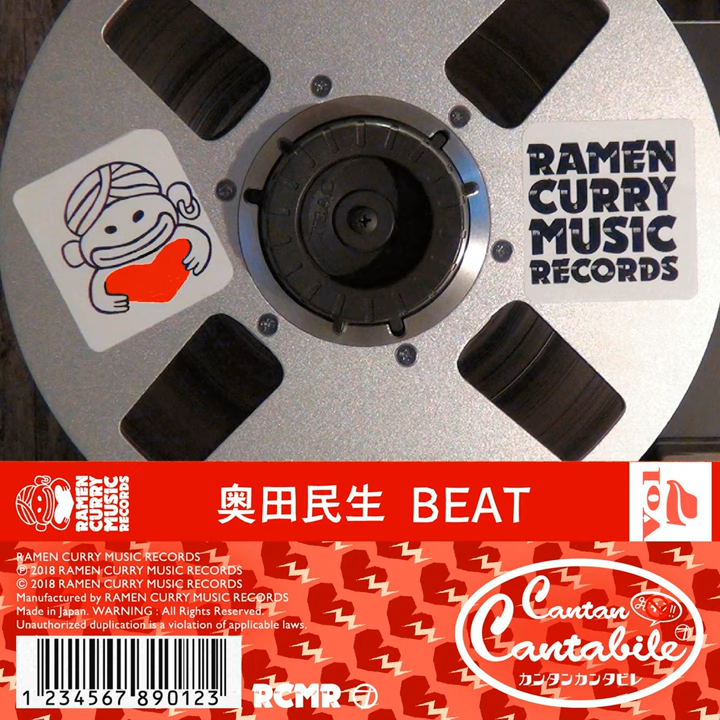 TEAC
RAMEN
CURRY
MUSIC
RECORDS
RAMEN
CURRY
MUSIC
RECORDS
奥田民生 BEAT
VOL
7
RAMEN CURRY MUSIC RECORDS
℗ 2018 RAMEN CURRY MUSIC RECORDS
© 2018 RAMEN CURRY MUSIC RECORDS
Manufactured by RAMEN CURRY MUSIC RECORDS
Made in Japan. WARNING : All Rights Reserved.
Unauthorized duplication is a violation of applicable laws.
1 234567 890123
RCMR
Cantan
Cantabile
カンタンカンタビレ